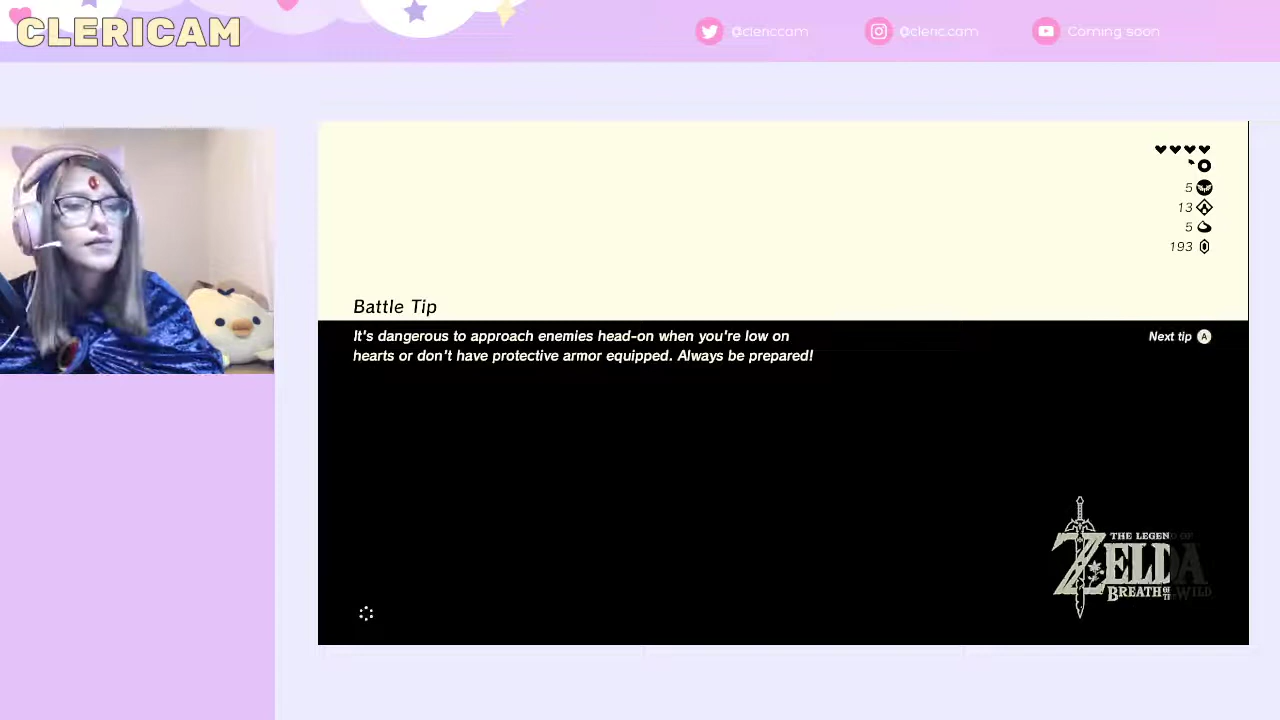 CLERICAM
@clericcam
@cleric.cam
Coming soon
5
13
5
193
Battle Tip
It's dangerous to approach enemies head-on when you're low on
hearts or don't have protective armor equipped. Always be prepared!
Next tip A
THE LEGEND OF
ZELDA
BREATH OF THE WILD